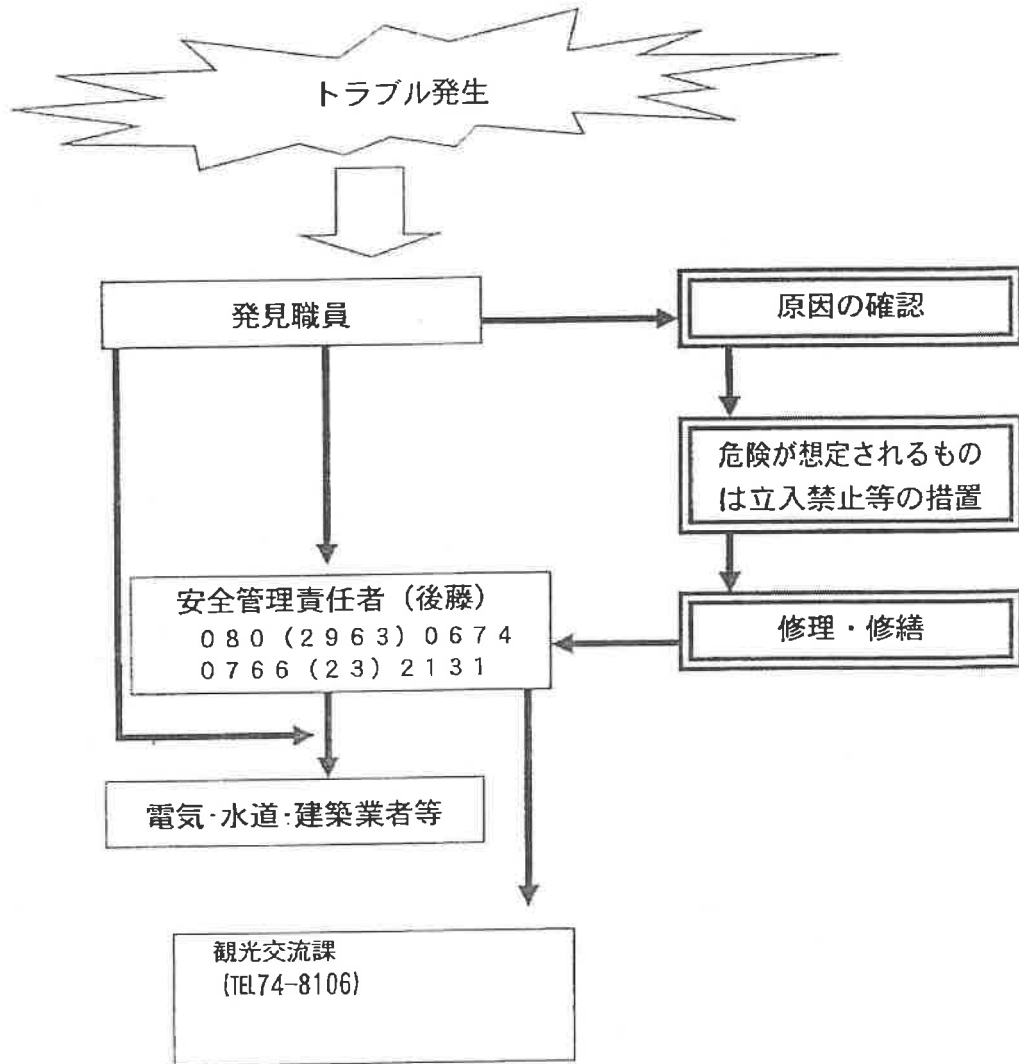 トラブル発生
発見職員
原因の確認
危険が想定されるもの
は立入禁止等の措置
安全管理責任者（後藤）
０８０（２９６３）０６７４
０７６６（２３）２１３１
修理・修繕
電気・水道・建築業者等
観光交流課
(TEL74-8106)